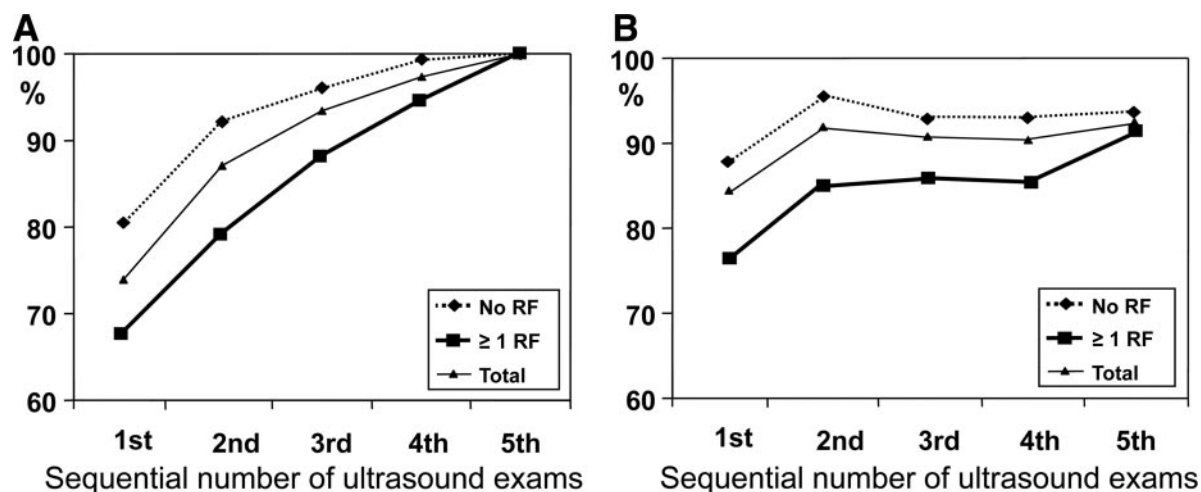 A
100
%
90
80
70
60
No RF
≥ 1 RF
Total
1st 2nd 3rd 4th 5th
Sequential number of ultrasound exams
B
100
%
90
80
70
60
No RF
≥ 1 RF
Total
1st 2nd 3rd 4th 5th
Sequential number of ultrasound exams